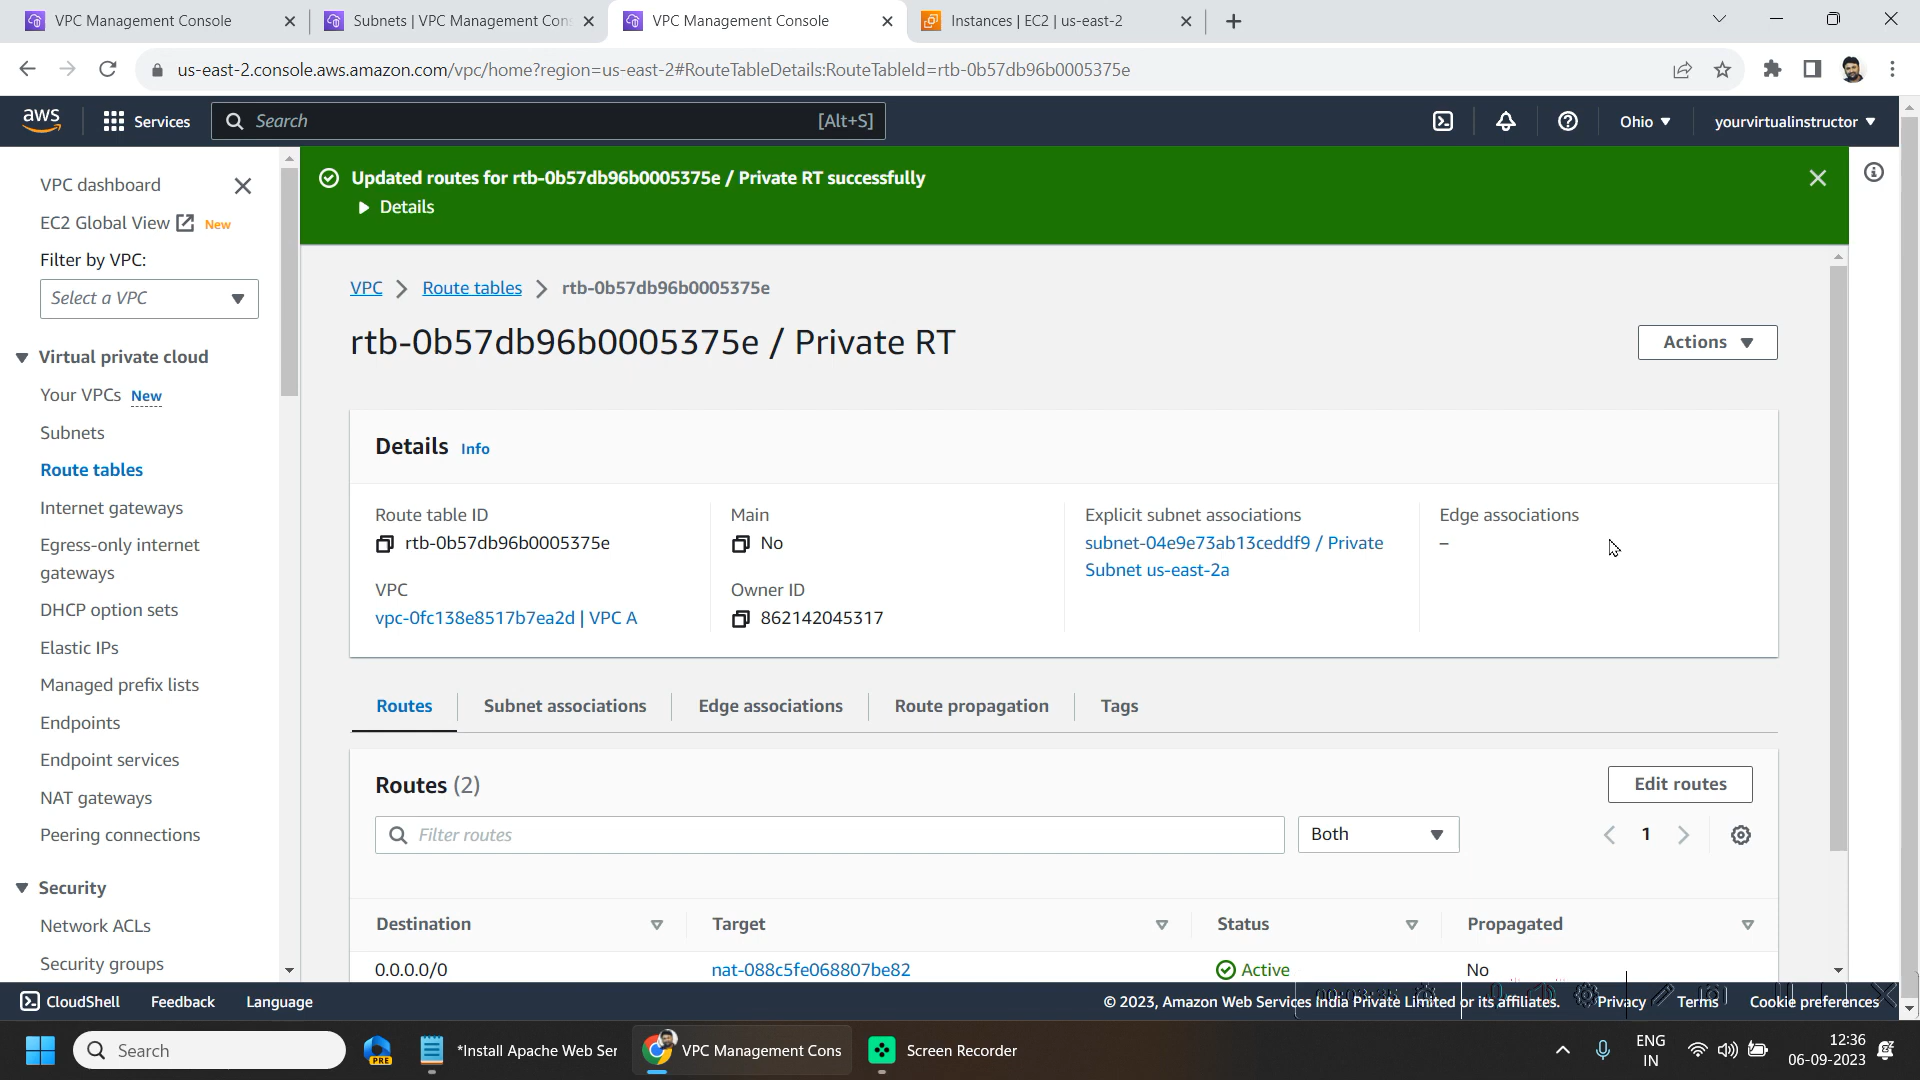 VPC Management Console
Subnets | VPC Management Con
VPC Management Console
Instances | EC2 | us-east-2
us-east-2.console.aws.amazon.com/vpc/home?region=us-east-2#RouteTableDetails:RouteTableId=rtb-0b57db96b0005375e
aws
Services
Search
[Alt+S]
Ohio
yourvirtualinstructor
VPC dashboard
EC2 Global View New
Filter by VPC:
Select a VPC
Virtual private cloud
Your VPCs New
Subnets
Route tables
Internet gateways
Egress-only internet
gateways
DHCP option sets
Elastic IPs
Managed prefix lists
Endpoints
Endpoint services
NAT gateways
Peering connections
Security
Network ACLs
Security groups
Updated routes for rtb-0b57db96b0005375e / Private RT successfully
Details
VPC
Route tables
rtb-0b57db96b0005375e
rtb-0b57db96b0005375e / Private RT
Actions
Details Info
Route table ID
rtb-0b57db96b0005375e
Main
No
Explicit subnet associations
subnet-04e9e73ab13ceddf9 / Private
Subnet us-east-2a
Edge associations
–
VPC
vpc-0fc138e8517b7ea2d | VPC A
Owner ID
862142045317
Routes
Subnet associations
Edge associations
Route propagation
Tags
Routes (2)
Edit routes
Filter routes
Both
1
Destination
Target
Status
Propagated
0.0.0.0/0
nat-088c5fe068807be82
Active
No
CloudShell
Feedback
Language
© 2023, Amazon Web Services India Private Limited or its affiliates.
Privacy
Terms
Cookie preferences
Search
PRE
*Install Apache Web Ser
VPC Management Cons
Screen Recorder
ENG
IN
12:36
06-09-2023